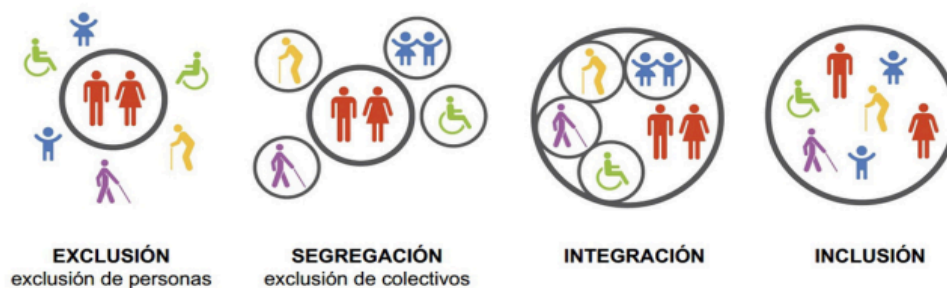 EXCLUSIÓN
exclusión de personas
SEGREGACIÓN
exclusión de colectivos
INTEGRACIÓN
INCLUSIÓN